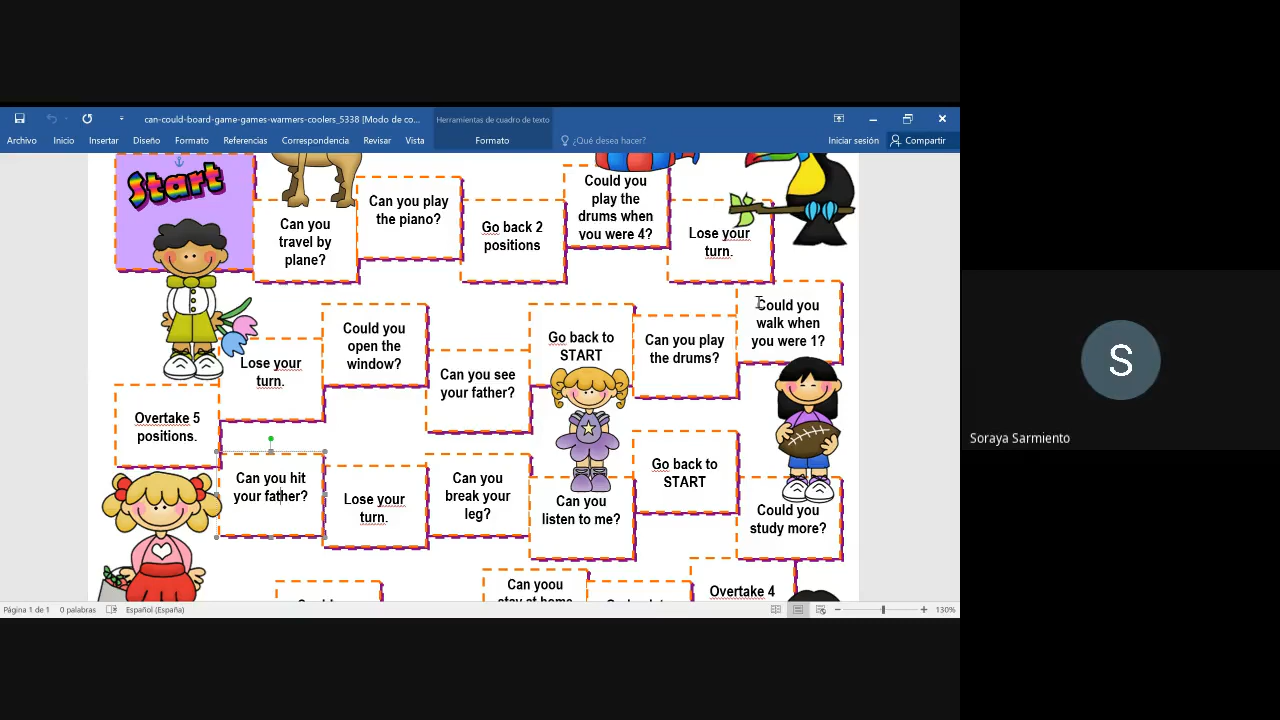 can-could-board-game-games-warmers-coolers_5338 [Modo de co...
Herramientas de cuadro de texto
Archivo Inicio Insertar Diseño Formato Referencias Correspondencia Revisar Vista Formato ¿Qué desea hacer? Iniciar sesión Compartir
Start
Can you
travel by
plane?
Can you play
the piano?
Go back 2
positions
Could you
play the
drums when
you were 4?
Lose your
turn.
Could you
walk when
you were 1?
Can you play
the drums?
Go back to
START
Can you see
your father?
Could you
open the
window?
Lose your
turn.
Overtake 5
positions.
Can you hit
your father?
Lose your
turn.
Can you
break your
leg?
Can you
listen to me?
Go back to
START
Could you
study more?
Can yoou
Overtake 4
Página 1 de 1 0 palabras Español (España) 130%
S
Soraya Sarmiento